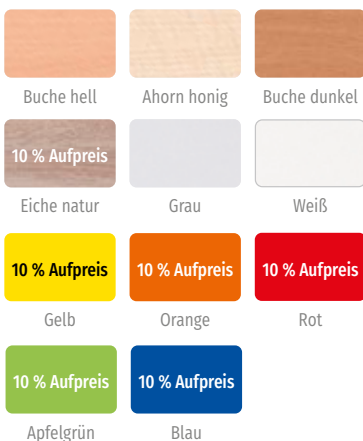 Buche hell
Ahorn honig
Buche dunkel
10 % Aufpreis
Eiche natur
Grau
Weiß
10 % Aufpreis
10 % Aufpreis
10 % Aufpreis
Gelb
Orange
Rot
10 % Aufpreis
10 % Aufpreis
Apfelgrün
Blau